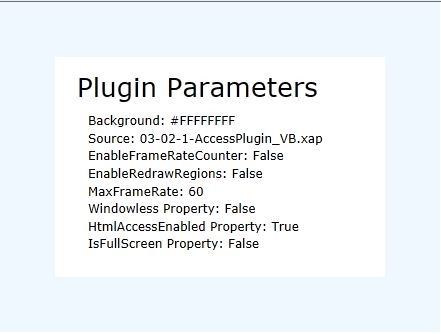 Plugin Parameters
Background: #FFFFFFFF
Source: 03-02-1-AccessPlugin_VB.xap
EnableFrameRateCounter: False
EnableRedrawRegions: False
MaxFrameRate: 60
Windowless Property: False
HtmlAccessEnabled Property: True
IsFullScreen Property: False